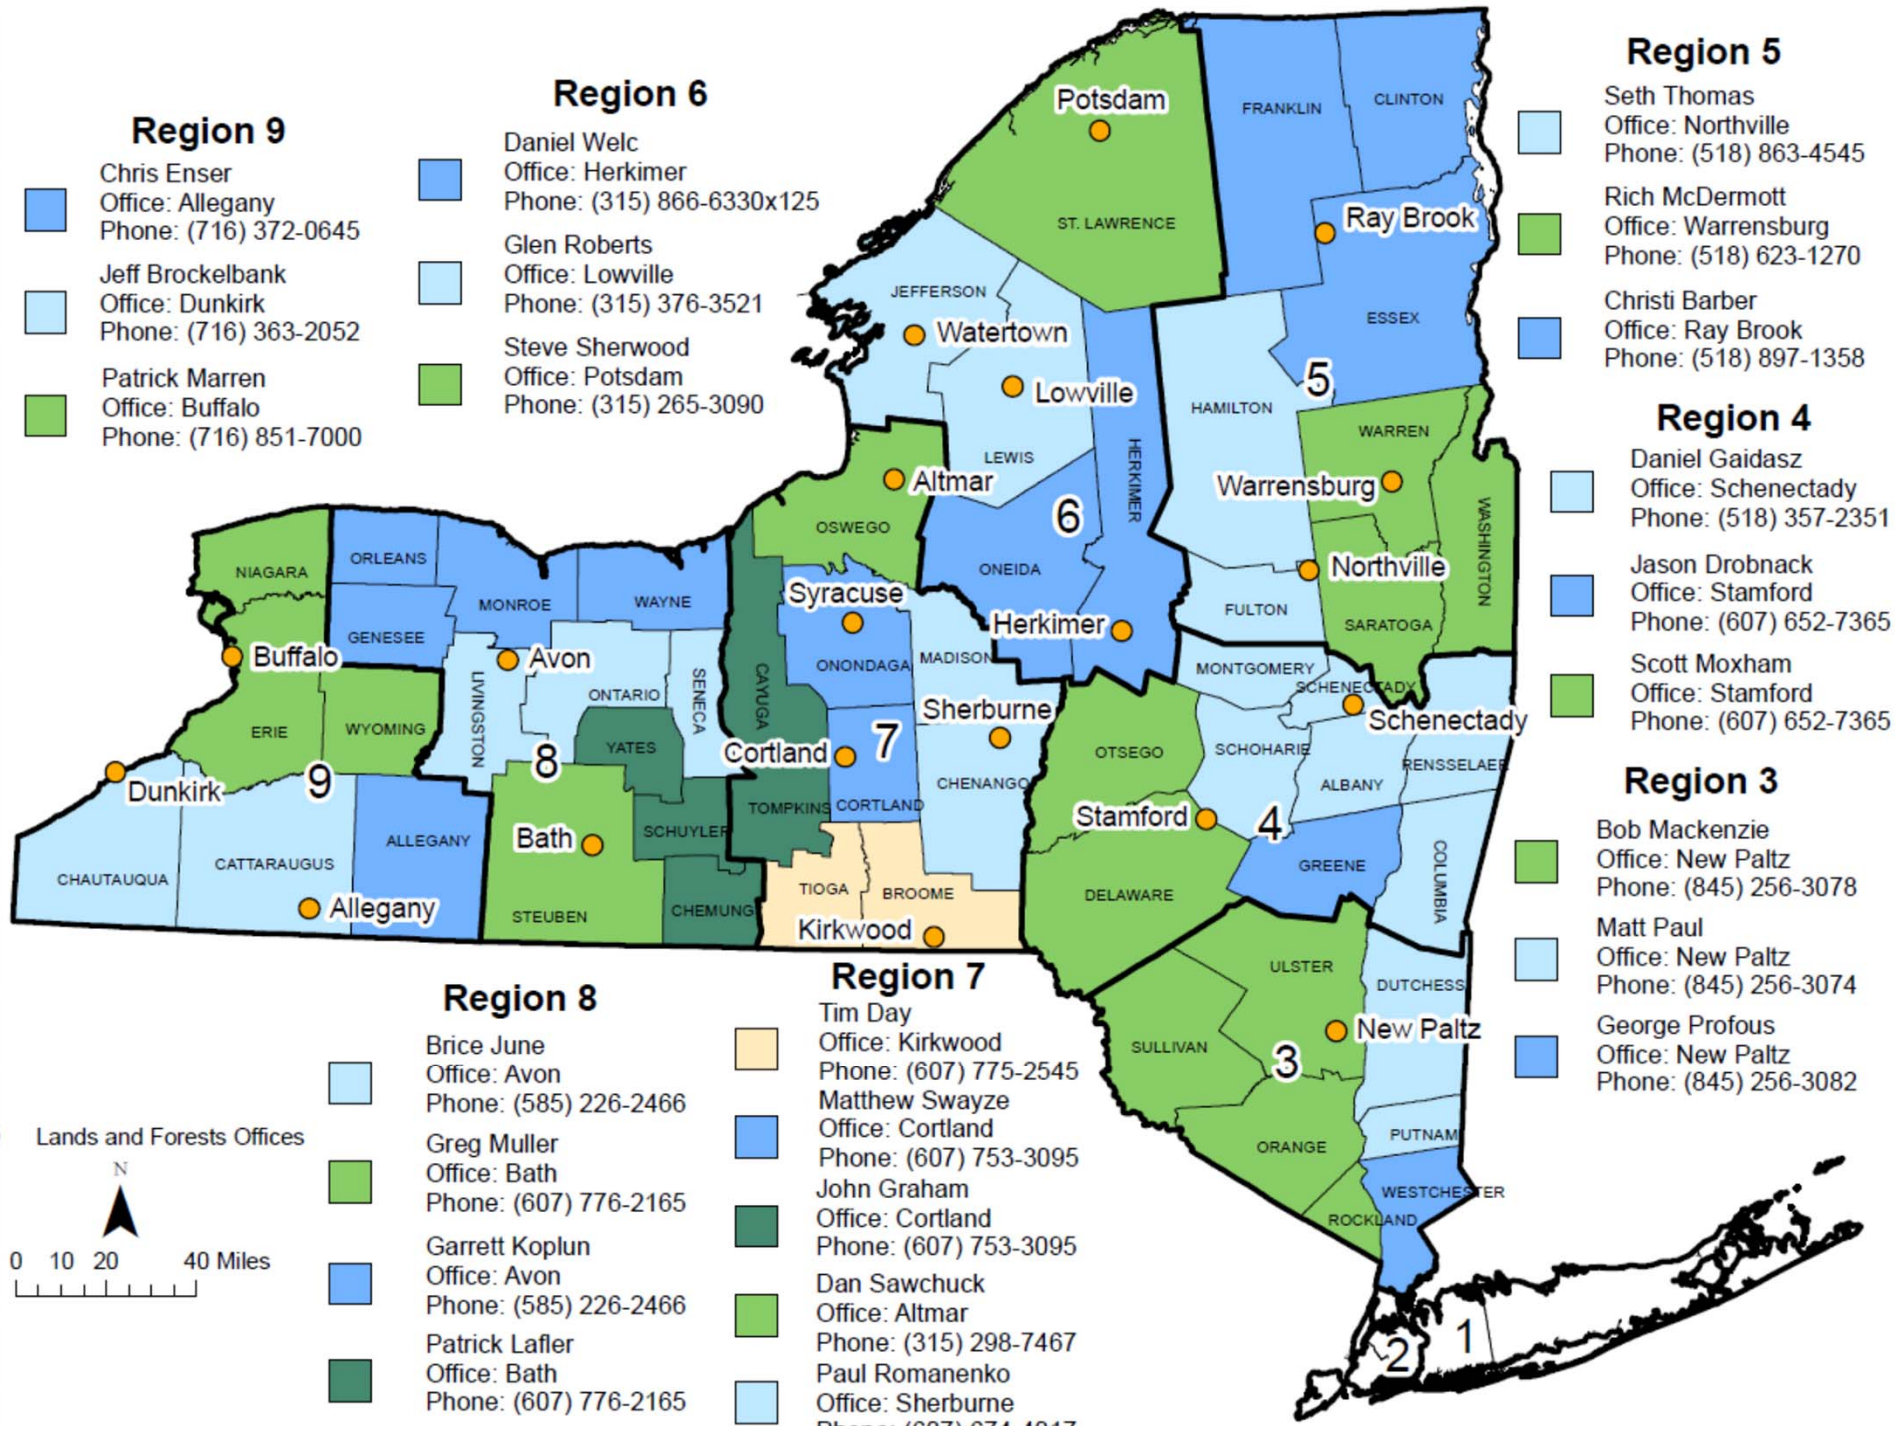 Region 9
Chris Enser
Office: Allegany
Phone: (716) 372-0645
Jeff Brockelbank
Office: Dunkirk
Phone: (716) 363-2052
Patrick Marren
Office: Buffalo
Phone: (716) 851-7000
Region 6
Daniel Welc
Office: Herkimer
Phone: (315) 866-6330x125
Glen Roberts
Office: Lowville
Phone: (315) 376-3521
Steve Sherwood
Office: Potsdam
Phone: (315) 265-3090
Region 5
Seth Thomas
Office: Northville
Phone: (518) 863-4545
Rich McDermott
Office: Warrensburg
Phone: (518) 623-1270
Christi Barber
Office: Ray Brook
Phone: (518) 897-1358
Region 4
Daniel Gaidasz
Office: Schenectady
Phone: (518) 357-2351
Jason Drobnack
Office: Stamford
Phone: (607) 652-7365
Scott Moxham
Office: Stamford
Phone: (607) 652-7365
Region 3
Bob Mackenzie
Office: New Paltz
Phone: (845) 256-3078
Matt Paul
Office: New Paltz
Phone: (845) 256-3074
George Profous
Office: New Paltz
Phone: (845) 256-3082
Potsdam
FRANKLIN
CLINTON
ST. LAWRENCE
Ray Brook
JEFFERSON
ESSEX
Watertown
Lowville
5
HAMILTON
WARREN
HERKIMER
LEWIS
Altmar
Warrensburg
WASHINGTON
6
OSWEGO
ONEIDA
Northville
ORLEANS
NIAGARA
MONROE
WAYNE
Syracuse
FULTON
Herkimer
SARATOGA
GENESEE
Buffalo
Avon
ONONDAGA
MADISON
MONTGOMERY
SCHENECTADY
LIVINGSTON
ONTARIO
SENECA
CAYUGA
Sherburne
Schenectady
ERIE
WYOMING
YATES
Cortland
7
OTSEGO
SCHOHARIE
8
RENSSELAER
9
Dunkirk
CHENANGO
ALBANY
TOMPKINS
CORTLAND
Stamford
4
ALLEGANY
Bath
SCHUYLER
CATTARAUGUS
CHAUTAUQUA
GREENE
COLUMBIA
TIOGA
BROOME
DELAWARE
Allegany
STEUBEN
CHEMUNG
Kirkwood
ULSTER
DUTCHESS
New Paltz
SULLIVAN
3
PUTNAM
ORANGE
WESTCHESTER
ROCKLAND
1
2
Region 8
Brice June
Office: Avon
Phone: (585) 226-2466
Greg Muller
Office: Bath
Phone: (607) 776-2165
Garrett Koplun
Office: Avon
Phone: (585) 226-2466
Patrick Lafler
Office: Bath
Phone: (607) 776-2165
Region 7
Tim Day
Office: Kirkwood
Phone: (607) 775-2545
Matthew Swayze
Office: Cortland
Phone: (607) 753-3095
John Graham
Office: Cortland
Phone: (607) 753-3095
Dan Sawchuck
Office: Altmar
Phone: (315) 298-7467
Paul Romanenko
Office: Sherburne
Lands and Forests Offices
N
0 10 20 40 Miles